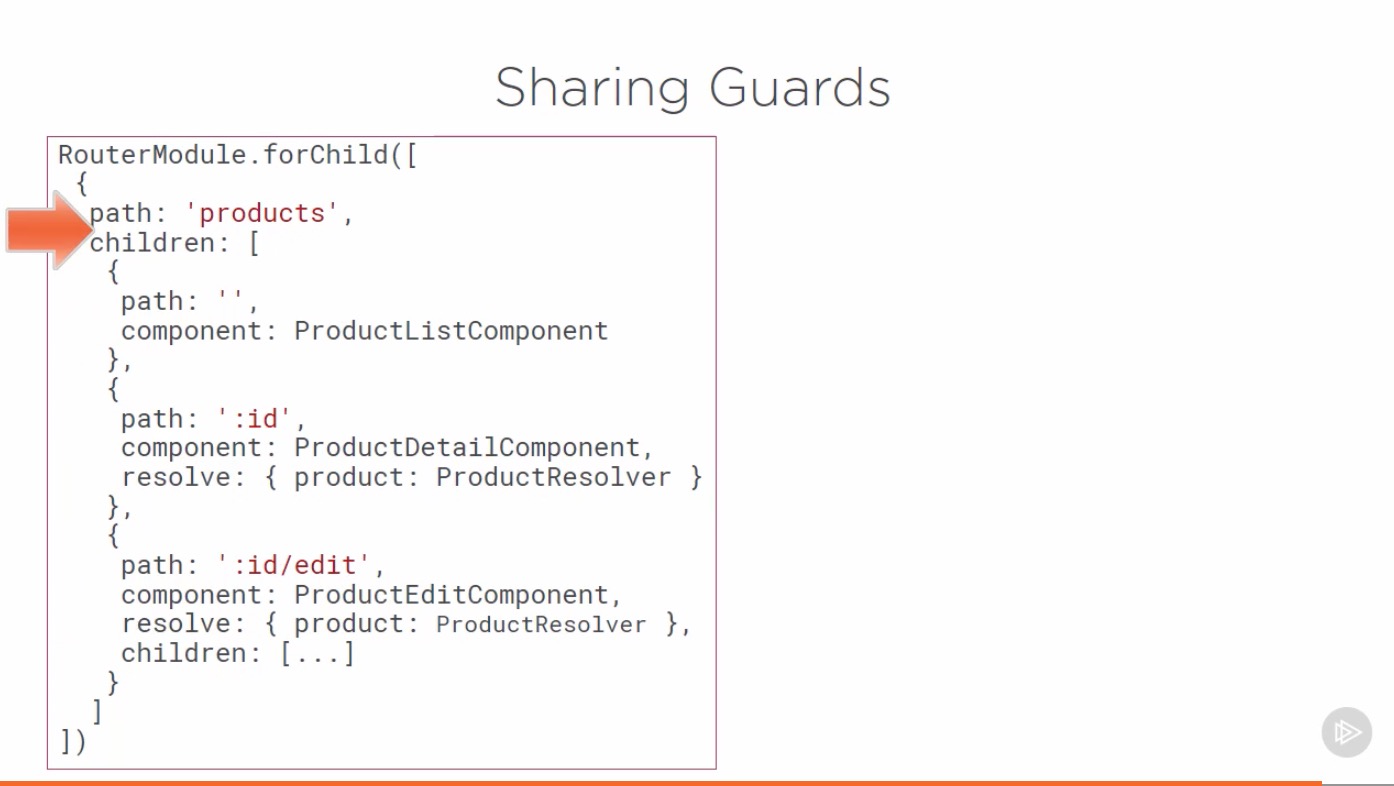 Sharing Guards
RouterModule.forChild([
{
path: 'products',
children: [
{
path: '',
component: ProductListComponent
},
{
path: ':id',
component: ProductDetailComponent,
resolve: { product: ProductResolver }
},
{
path: ':id/edit',
component: ProductEditComponent,
resolve: { product: ProductResolver },
children: [...]
}
]
])